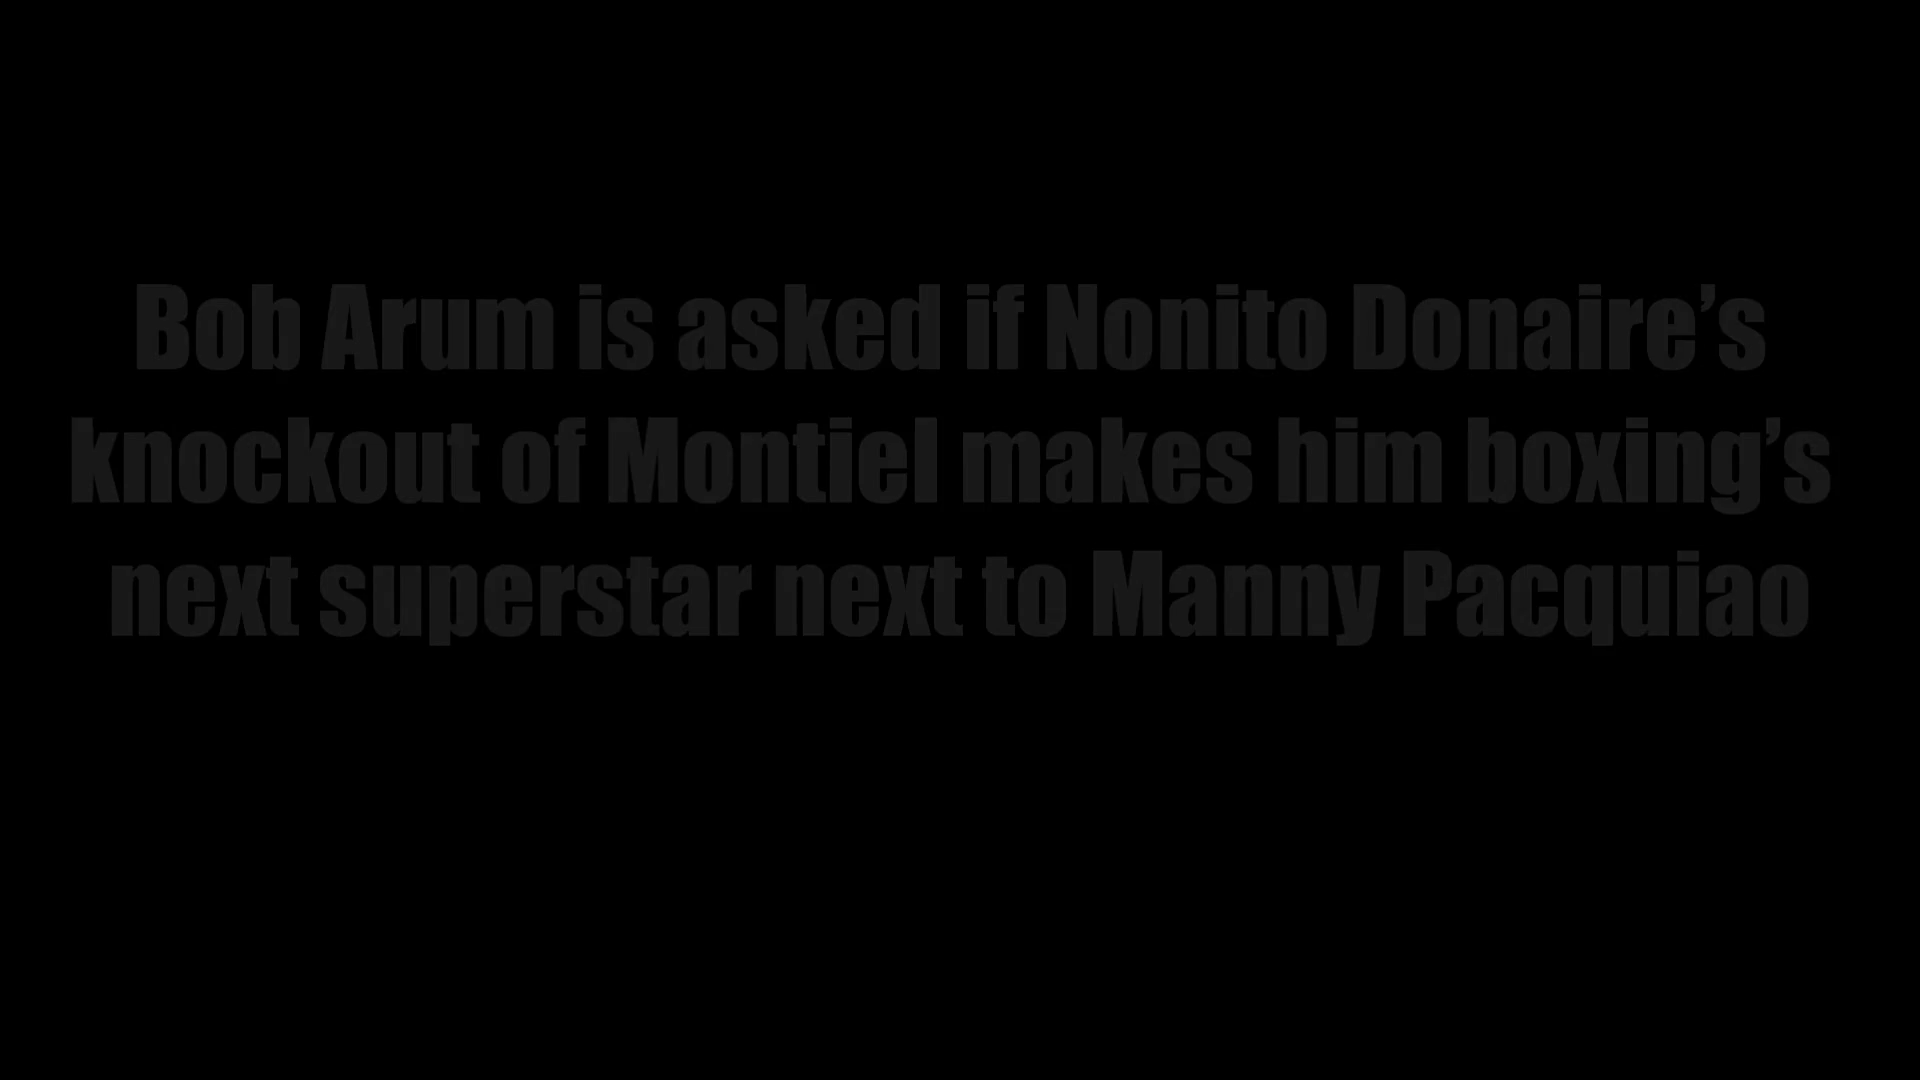 Bob Arum is asked if Nonito Donaire’s
knockout of Montiel makes him boxing’s
next superstar next to Manny Pacquiao